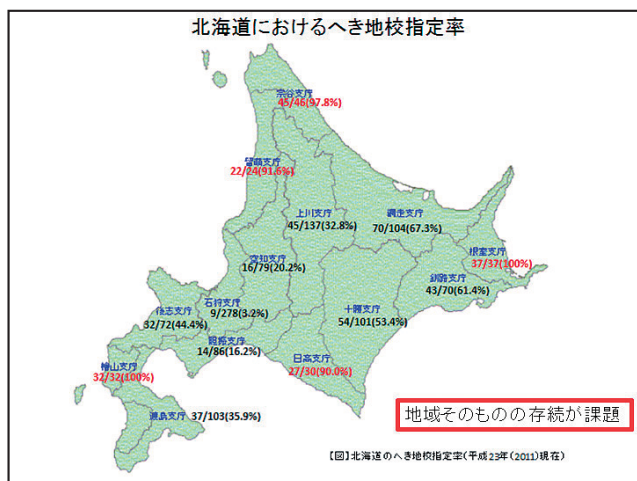 北海道におけるへき地校指定率
宗谷支庁
45/46(97.8%)
留萌支庁
22/24(91.6%)
上川支庁
45/137(32.8%)
網走支庁
70/104(67.3%)
根室支庁
37/37(100%)
空知支庁
16/79(20.2%)
釧路支庁
43/70(61.4%)
石狩支庁
9/278(3.2%)
後志支庁
32/72(44.4%)
十勝支庁
54/101(53.4%)
胆振支庁
14/86(16.2%)
日高支庁
27/30(90.0%)
檜山支庁
32/32(100%)
渡島支庁 37/103(35.9%)
地域そのものの存続が課題
【図】北海道のへき地校指定率(平成23年(2011)現在)